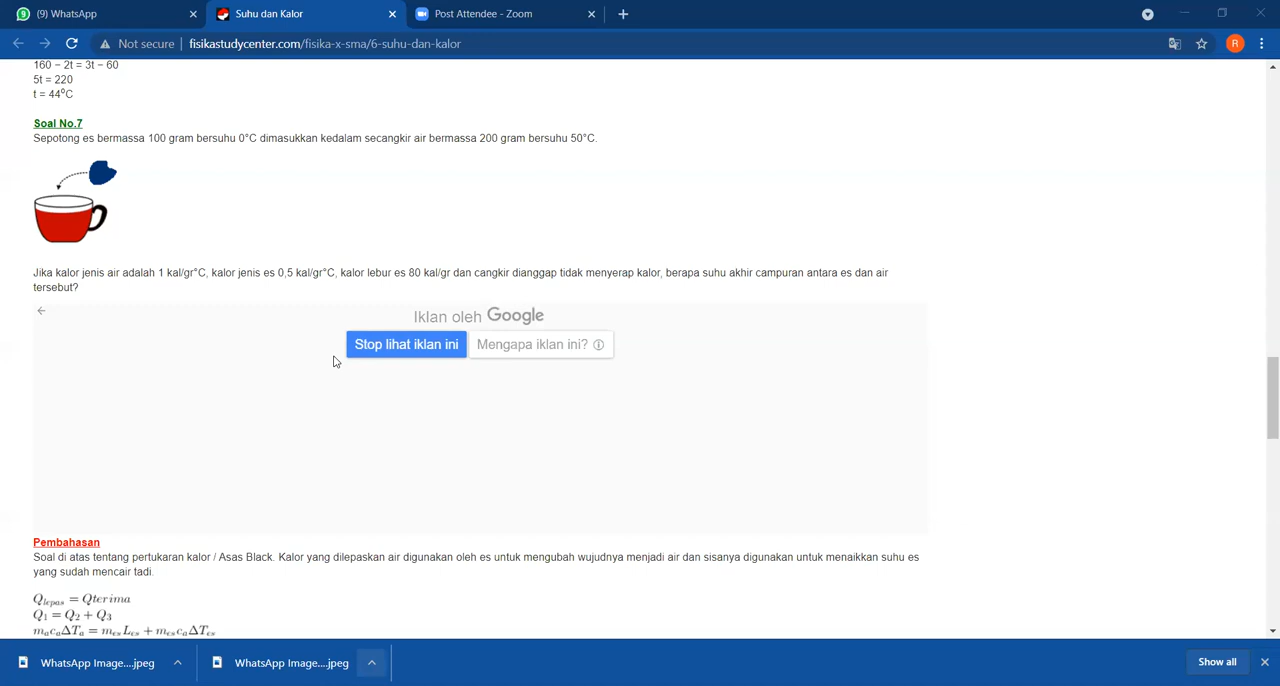 (9) WhatsApp
Suhu dan Kalor
Post Attendee - Zoom
Not secure
fisikastudycenter.com/fisika-x-sma/6-suhu-dan-kalor
R
160 − 2t = 3t − 60
5t = 220
t = 44°C
Soal No.7
Sepotong es bermassa 100 gram bersuhu 0°C dimasukkan kedalam secangkir air bermassa 200 gram bersuhu 50°C.
Jika kalor jenis air adalah 1 kal/gr°C, kalor jenis es 0,5 kal/gr°C, kalor lebur es 80 kal/gr dan cangkir dianggap tidak menyerap kalor, berapa suhu akhir campuran antara es dan air
tersebut?
Iklan oleh Google
Stop lihat iklan ini
Mengapa iklan ini?
Pembahasan
Soal di atas tentang pertukaran kalor / Asas Black. Kalor yang dilepaskan air digunakan oleh es untuk mengubah wujudnya menjadi air dan sisanya digunakan untuk menaikkan suhu es
yang sudah mencair tadi.
Qlepas = Qterima
Q1 = Q2 + Q3
macaΔTa = mesLes + mescaΔTes
WhatsApp Image....jpeg
WhatsApp Image....jpeg
Show all